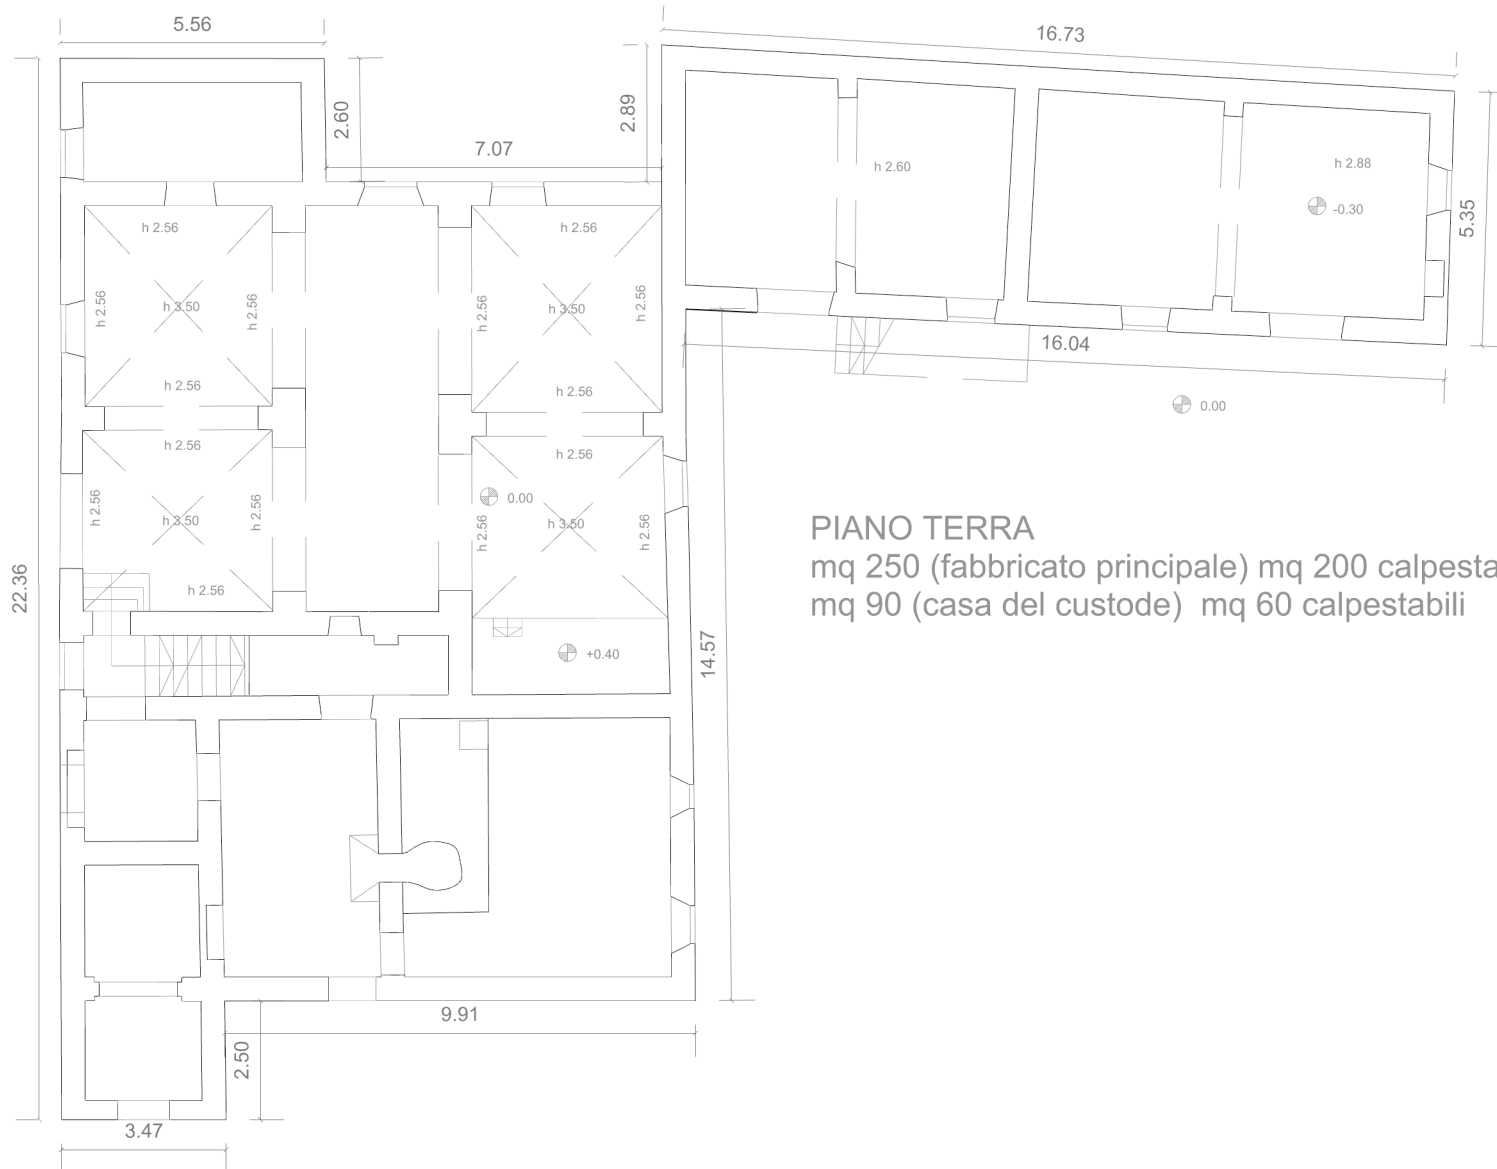 5.56
16.73
2.60
2.89
7.07
h 2.60
h 2.88
-0.30
5.35
h 2.56
h 2.56
h 2.56
h 3.50
h 2.56
h 2.56
h 3.50
h 2.56
16.04
h 2.56
h 2.56
0.00
h 2.56
h 2.56
h 2.56
h 3.50
h 2.56
0.00
h 2.56
h 3.50
h 2.56
PIANO TERRA
mq 250 (fabbricato principale) mq 200 calpesta
mq 90 (casa del custode) mq 60 calpestabili
22.36
h 2.56
+0.40
14.57
9.91
2.50
3.47